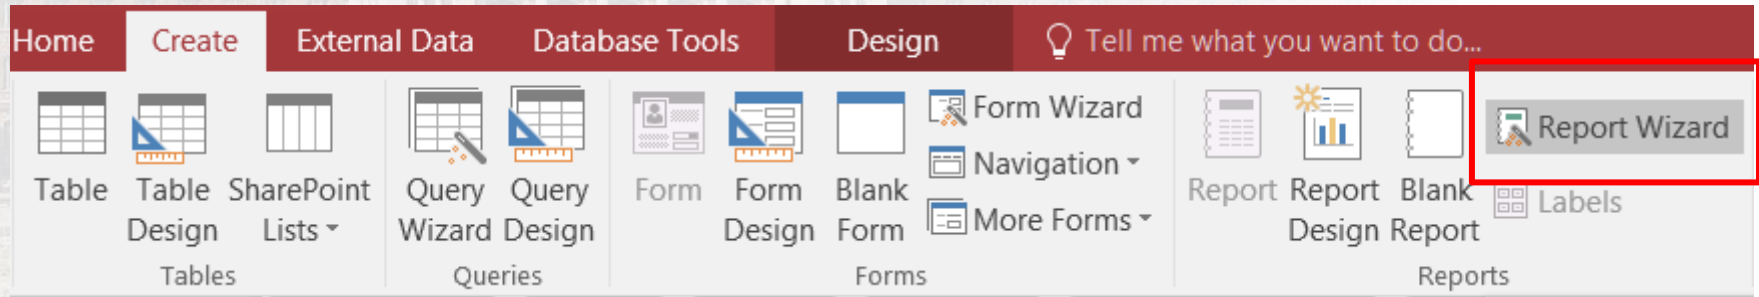 Home Create External Data Database Tools Design Tell me what you want to do...
Table
Table Design
SharePoint Lists
Tables
Query Wizard
Query Design
Queries
Form
Form Design
Blank Form
Form Wizard
Navigation
More Forms
Forms
Report
Report Design
Blank Report
Report Wizard
Labels
Reports